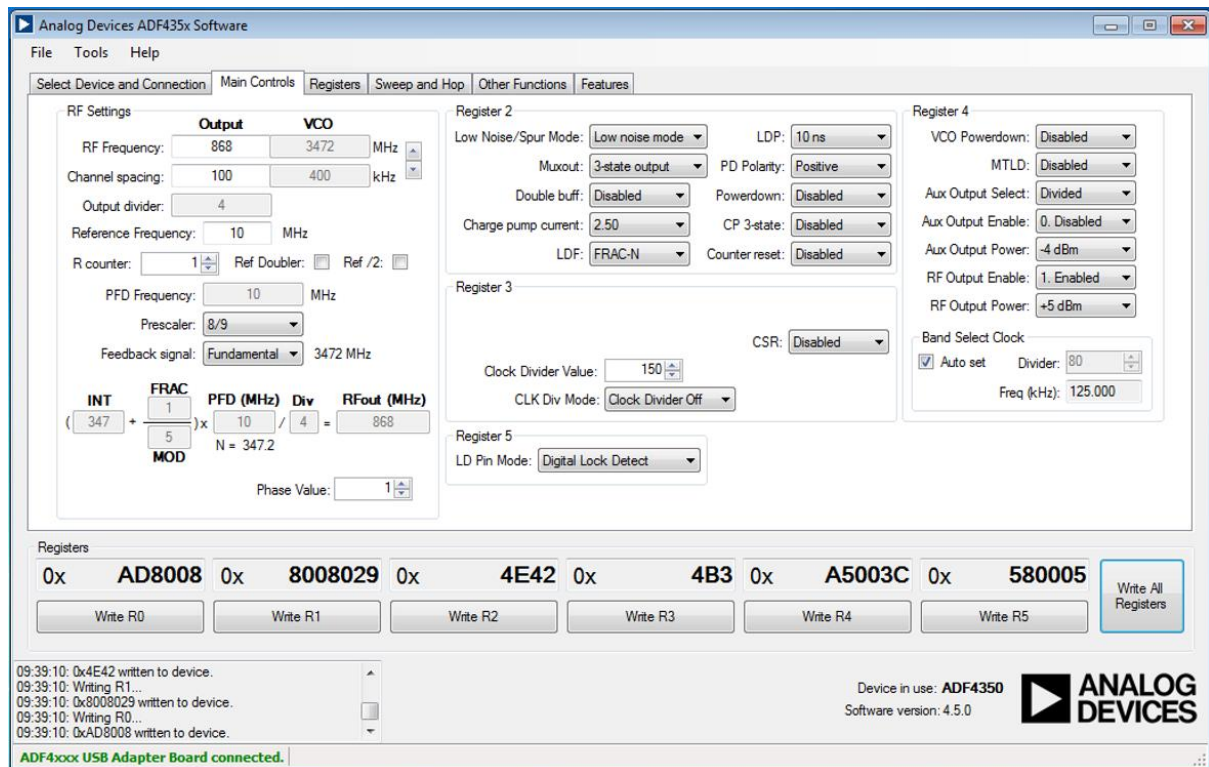 Analog Devices ADF435x Software
File Tools Help
Select Device and Connection Main Controls Registers Sweep and Hop Other Functions Features
RF Settings
Output VCO
RF Frequency: 868 3472 MHz
Channel spacing: 100 400 kHz
Output divider: 4
Reference Frequency: 10 MHz
R counter: 1 Ref Doubler: Ref /2:
PFD Frequency: 10 MHz
Prescaler: 8/9
Feedback signal: Fundamental 3472 MHz
INT FRAC PFD (MHz) Div RFout (MHz)
( 347 + 1 / 5 )x 10 / 4 = 868
MOD N = 347.2
Phase Value: 1
Register 2
Low Noise/Spur Mode: Low noise mode LDP: 10 ns
Muxout: 3-state output PD Polarity: Positive
Double buff: Disabled Powerdown: Disabled
Charge pump current: 2.50 CP 3-state: Disabled
LDF: FRAC-N Counter reset: Disabled
Register 3
CSR: Disabled
Clock Divider Value: 150
CLK Div Mode: Clock Divider Off
Register 5
LD Pin Mode: Digital Lock Detect
Register 4
VCO Powerdown: Disabled
MTLD: Disabled
Aux Output Select: Divided
Aux Output Enable: 0. Disabled
Aux Output Power: -4 dBm
RF Output Enable: 1. Enabled
RF Output Power: +5 dBm
Band Select Clock
Auto set Divider: 80
Freq (kHz): 125.000
Registers
0x AD8008 0x 8008029 0x 4E42 0x 4B3 0x A5003C 0x 580005
Write R0 Write R1 Write R2 Write R3 Write R4 Write R5 Write All Registers
09:39:10: 0x4E42 written to device.
09:39:10: Writing R1...
09:39:10: 0x8008029 written to device.
09:39:10: Writing R0...
09:39:10: 0xAD8008 written to device.
Device in use: ADF4350
Software version: 4.5.0
ANALOG
DEVICES
ADF4xxx USB Adapter Board connected.